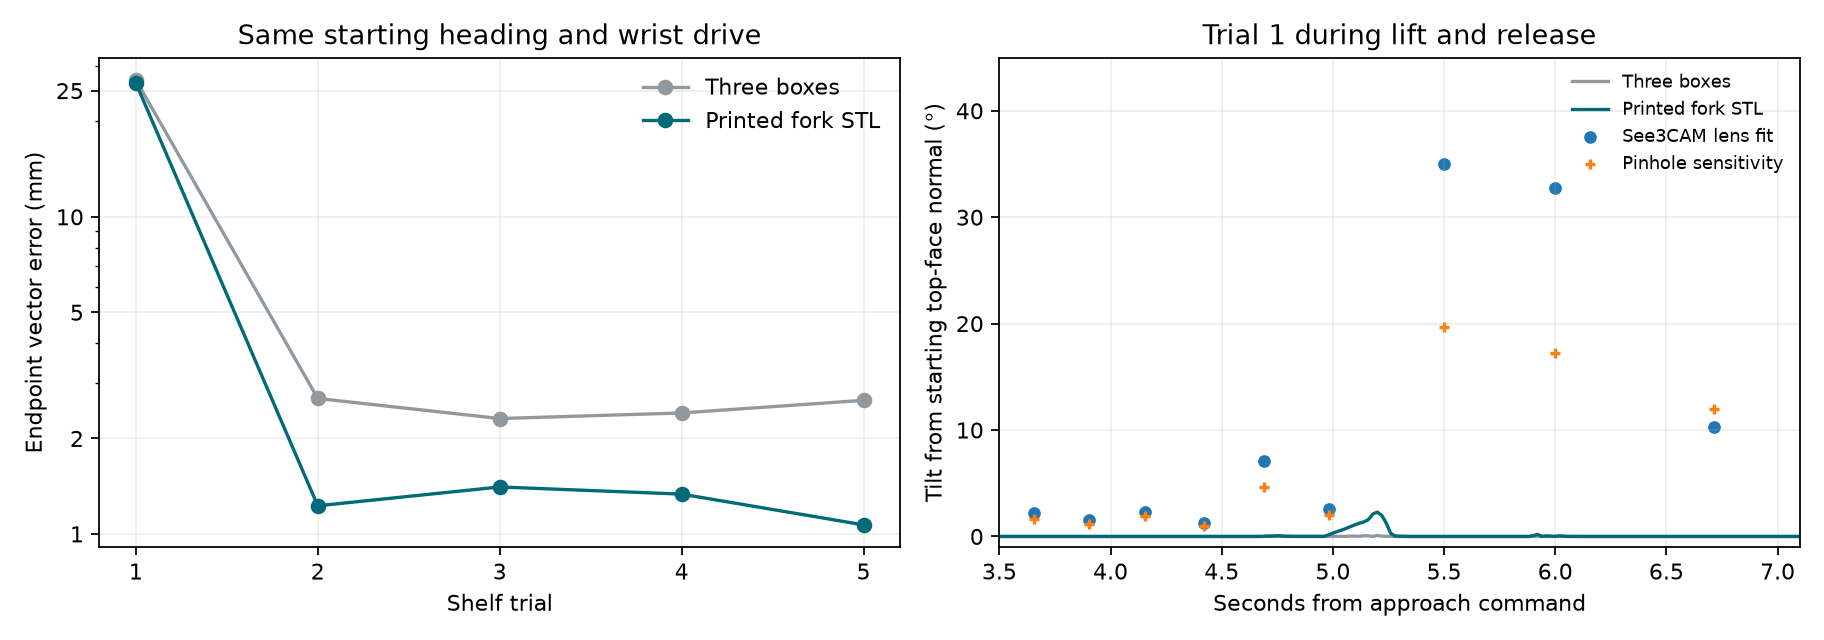 Same starting heading and wrist drive
Endpoint vector error (mm)
25
10
5
2
1
Three boxes
Printed fork STL
1
2
3
4
5
Shelf trial
Trial 1 during lift and release
Tilt from starting top-face normal (°)
40
30
20
10
0
Three boxes
Printed fork STL
See3CAM lens fit
Pinhole sensitivity
3.5
4.0
4.5
5.0
5.5
6.0
6.5
7.0
Seconds from approach command